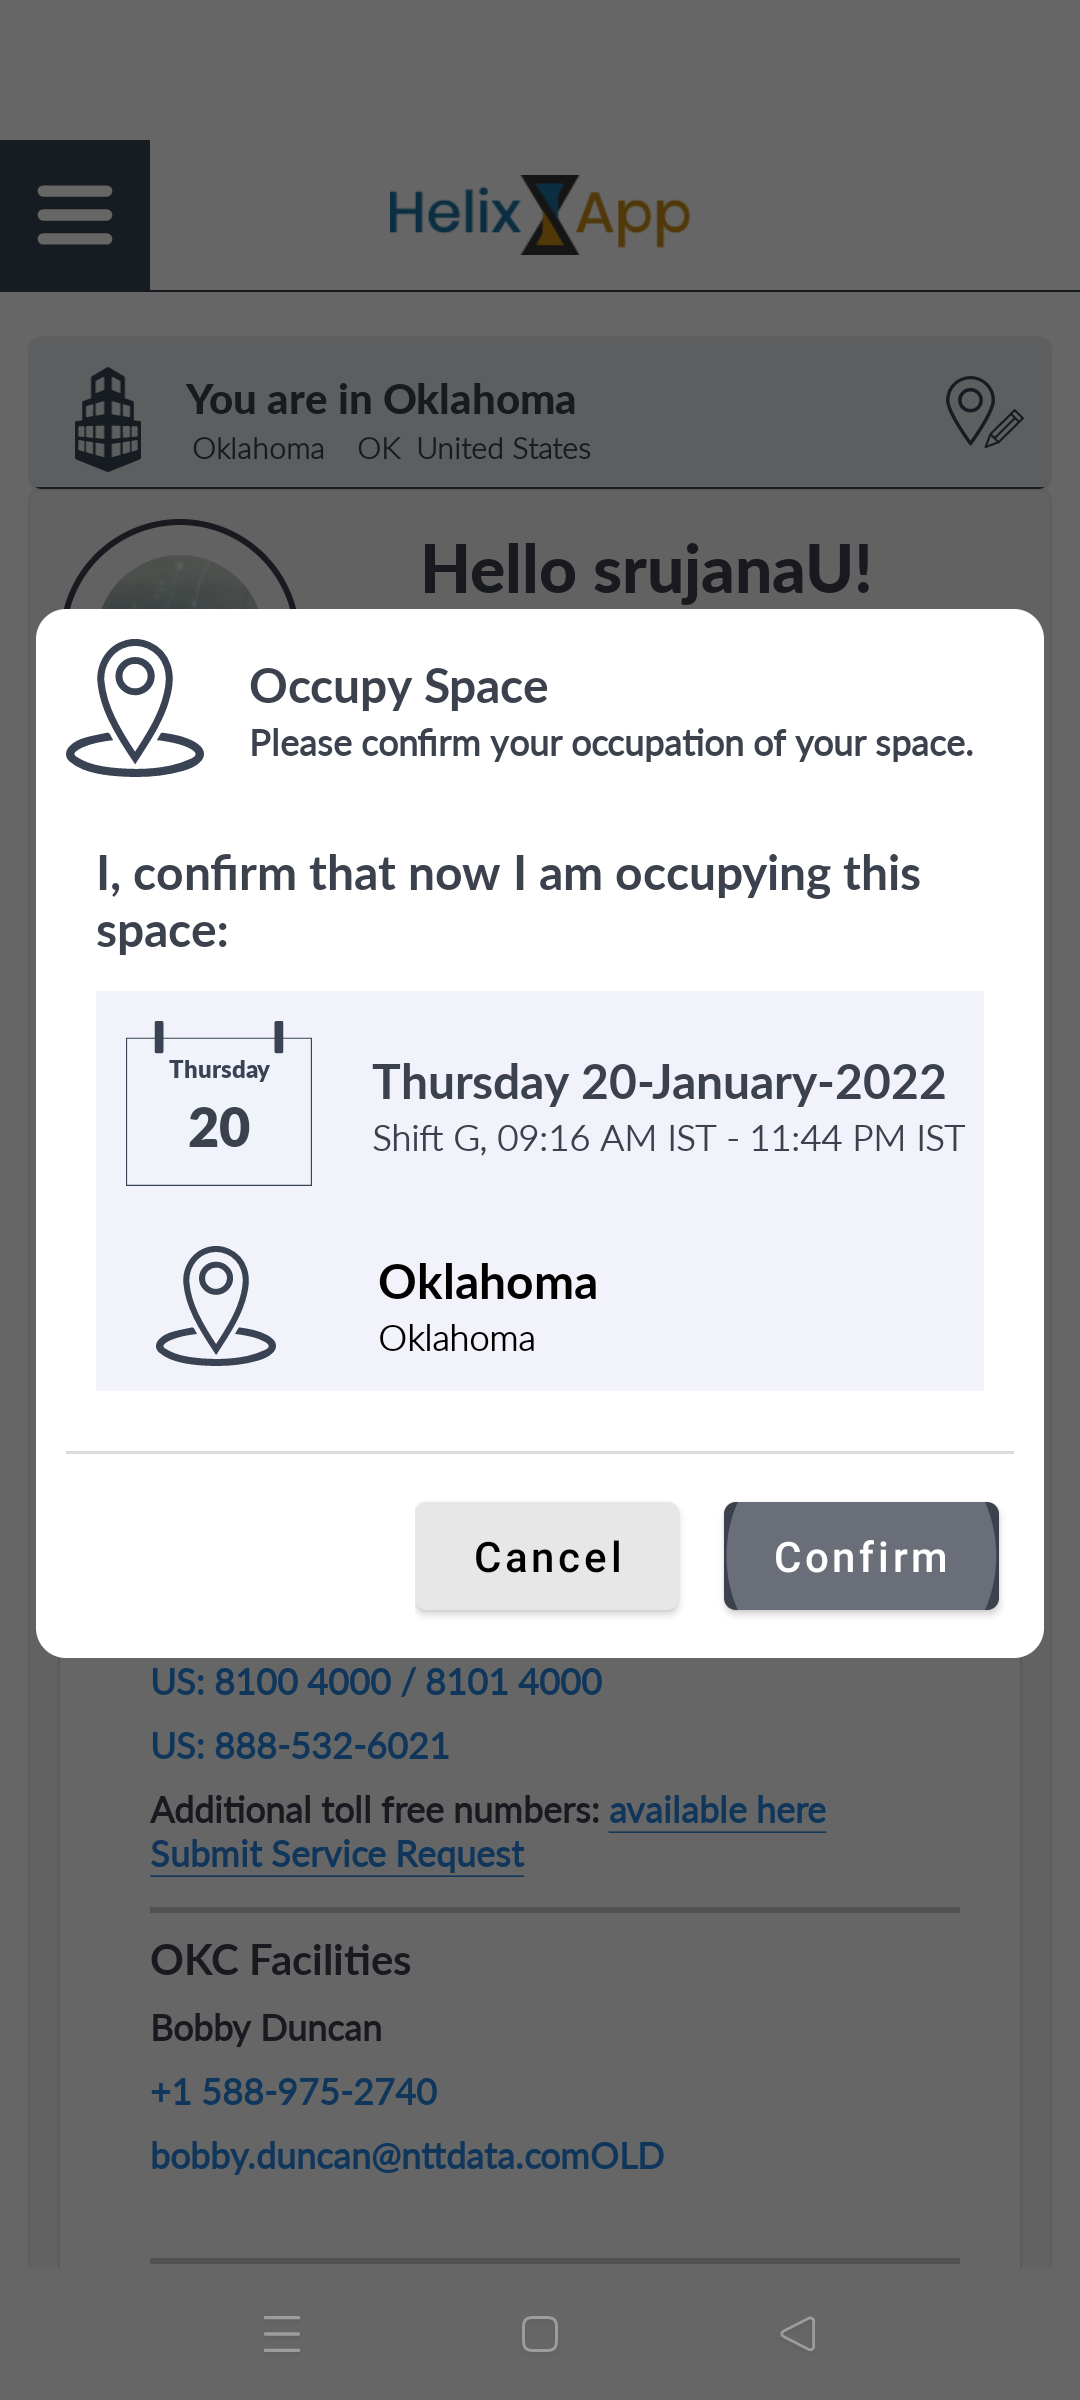 Helix App
You are in Oklahoma
Oklahoma OK United States
Hello srujanaU!
Occupy Space
Please confirm your occupation of your space.
I, confirm that now I am occupying this
space:
Thursday
20
Thursday 20-January-2022
Shift G, 09:16 AM IST - 11:44 PM IST
Oklahoma
Oklahoma
Cancel
Confirm
US: 8100 4000 / 8101 4000
US: 888-532-6021
Additional toll free numbers: available here
Submit Service Request
OKC Facilities
Bobby Duncan
+1 588-975-2740
bobby.duncan@nttdata.comOLD